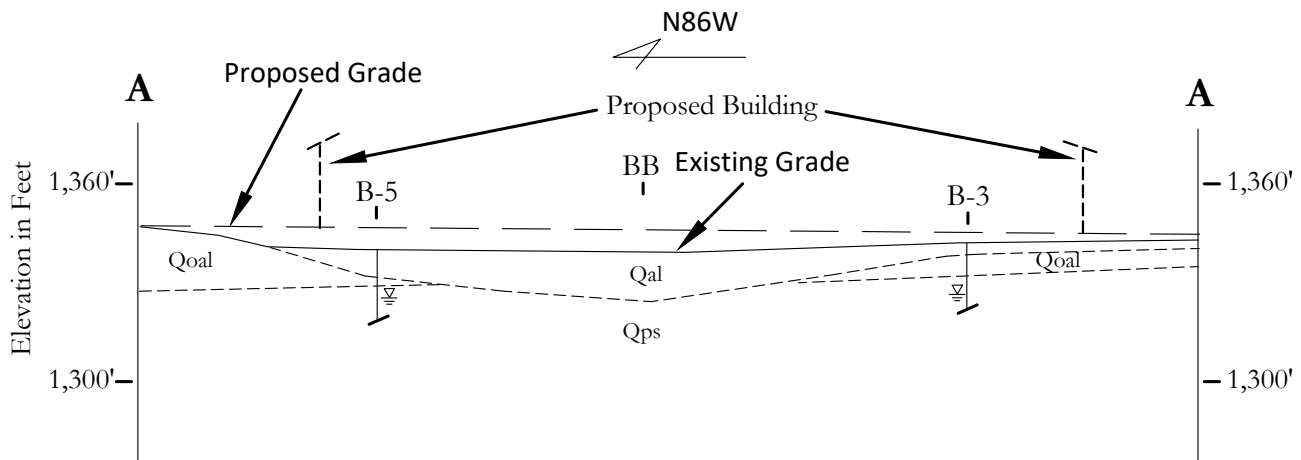 N86W
Proposed Grade
A
A
Proposed Building
BB
Existing Grade
1,360'
1,360'
B-5
B-3
Elevation in Feet
Qoal
Qal
Qoal
Qps
1,300'
1,300'